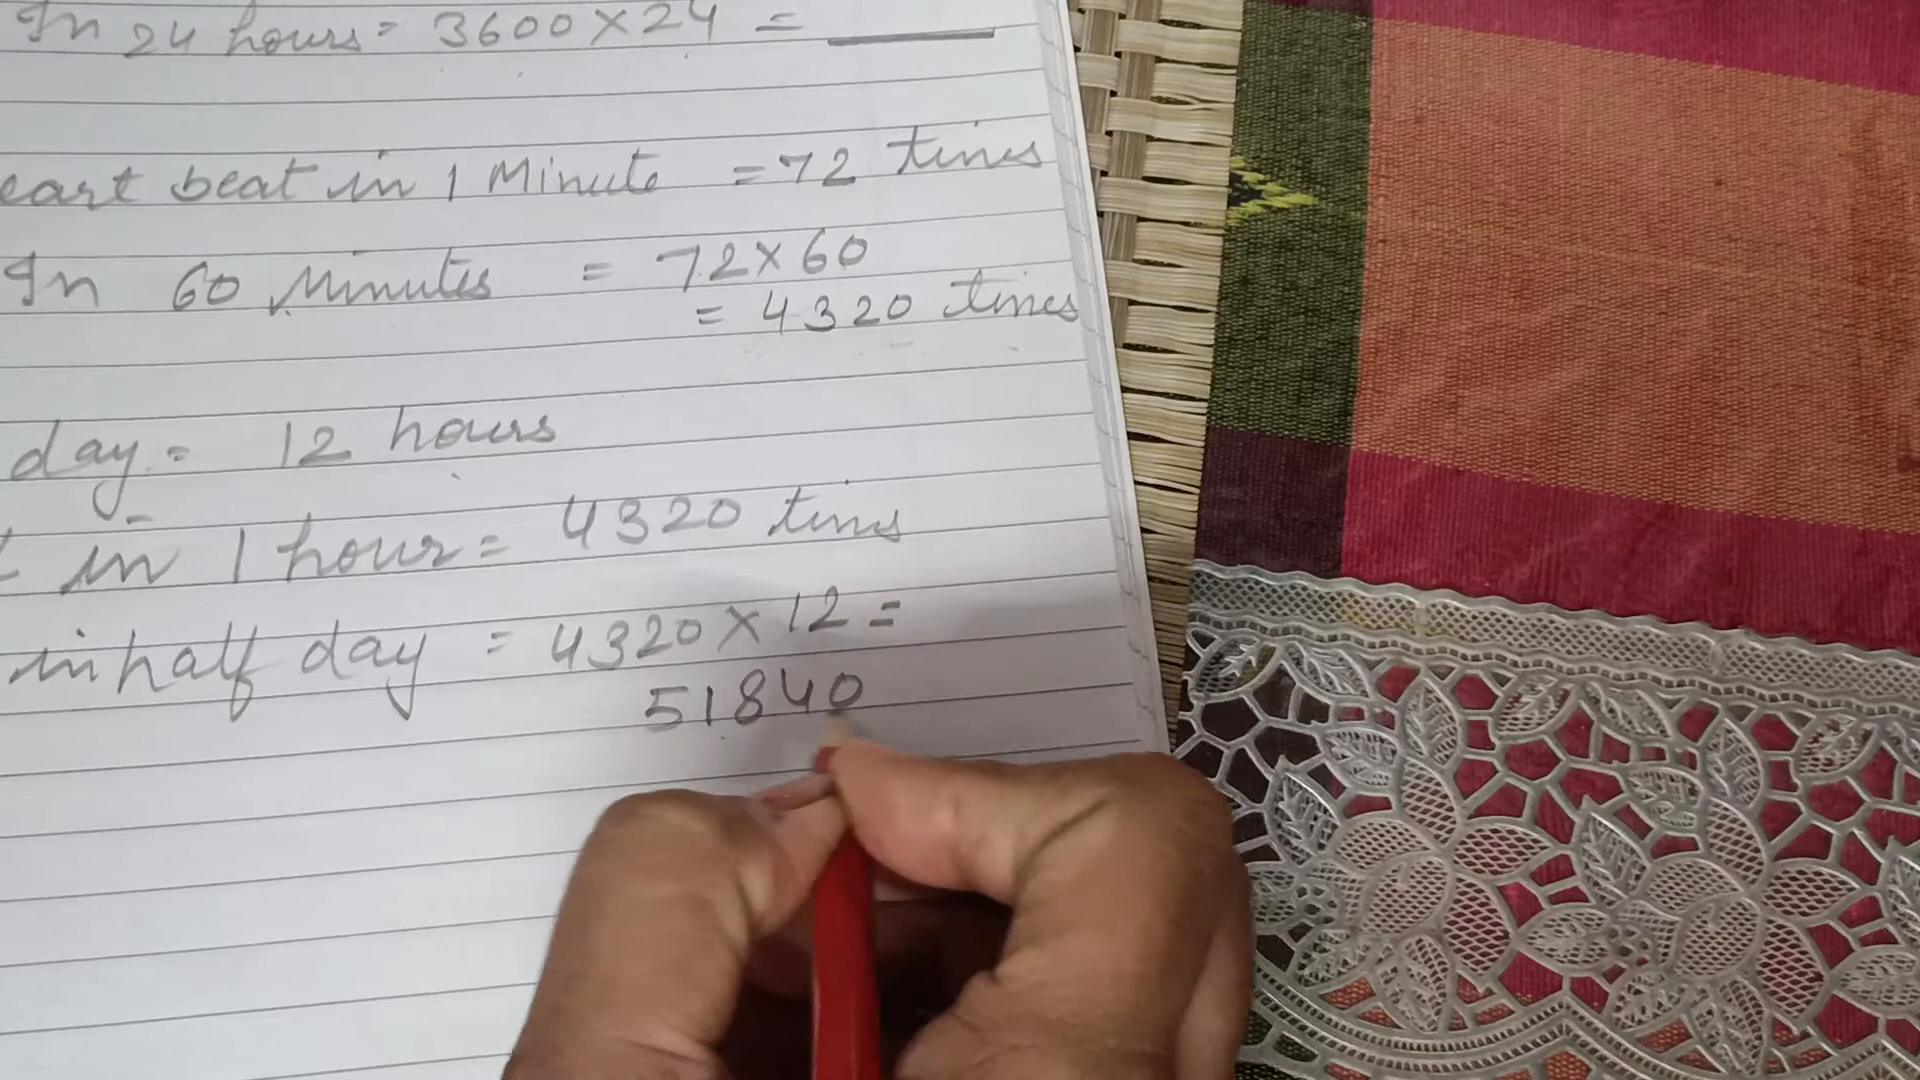 In 24 hours = 3600 × 24 = ____
eart beat in 1 Minute = 72 times
In 60 Minutes = 72 × 60
= 4320 times
day = 12 hours
in 1 hour = 4320 times
in half day = 4320 × 12 =
51840